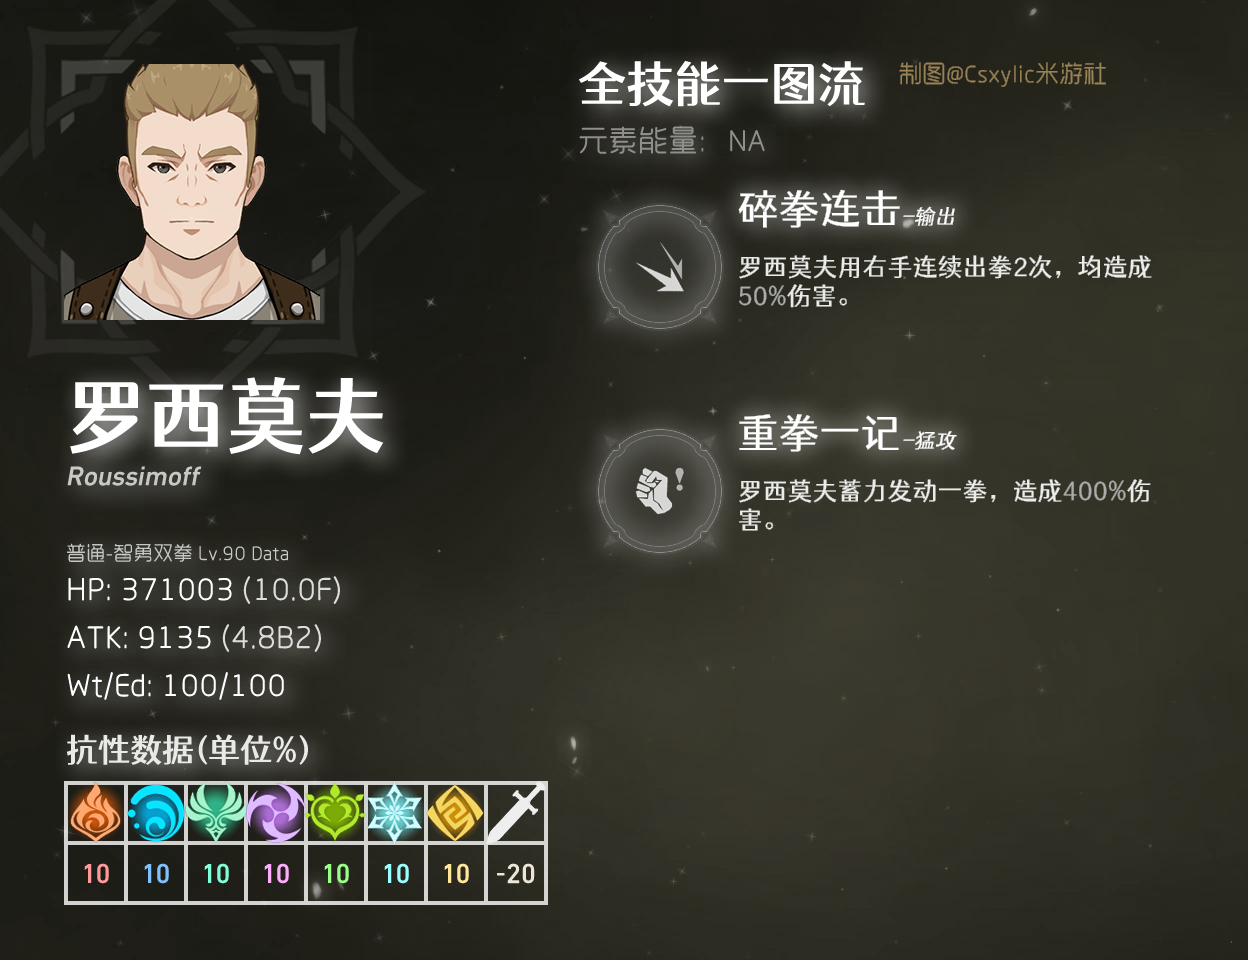 全技能一图流
制图@Csxylic米游社
元素能量： NA
碎拳连击-输出
罗西莫夫用右手连续出拳2次，均造成
50%伤害。
重拳一记-猛攻
罗西莫夫蓄力发动一拳，造成400%伤
害。
罗西莫夫
Roussimoff
普通-智勇双拳 Lv.90 Data
HP: 371003 (10.0F)
ATK: 9135 (4.8B2)
Wt/Ed: 100/100
抗性数据(单位%)
10 10 10 10 10 10 10 -20